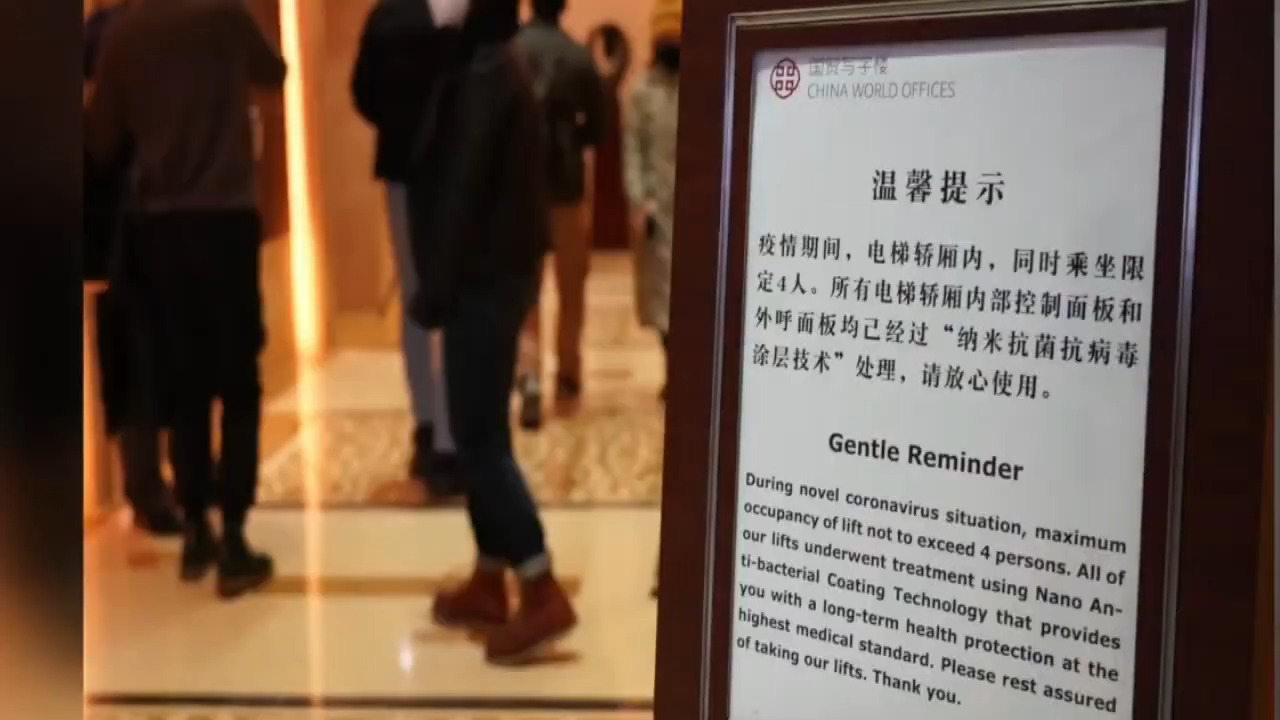 国贸写字楼
CHINA WORLD OFFICES
温馨提示
疫情期间，电梯轿厢内，同时乘坐限
定4人。所有电梯轿厢内部控制面板和
外呼面板均已经过“纳米抗菌抗病毒
涂层技术”处理，请放心使用。
Gentle Reminder
During novel coronavirus situation, maximum
occupancy of lift not to exceed 4 persons. All of
our lifts underwent treatment using Nano An-
ti-bacterial Coating Technology that provides
you with a long-term health protection at the
highest medical standard. Please rest assured
of taking our lifts. Thank you.